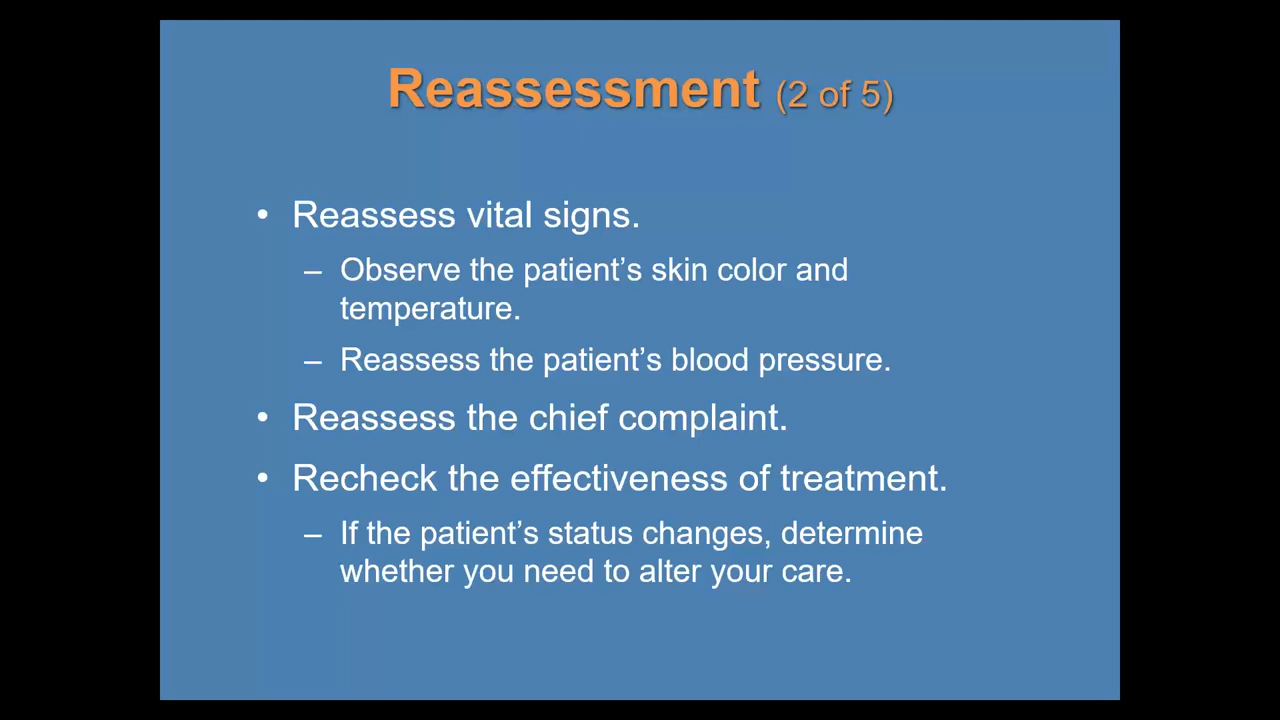 Reassessment (2 of 5)
• Reassess vital signs.
– Observe the patient’s skin color and
temperature.
– Reassess the patient’s blood pressure.
• Reassess the chief complaint.
• Recheck the effectiveness of treatment.
– If the patient’s status changes, determine
whether you need to alter your care.